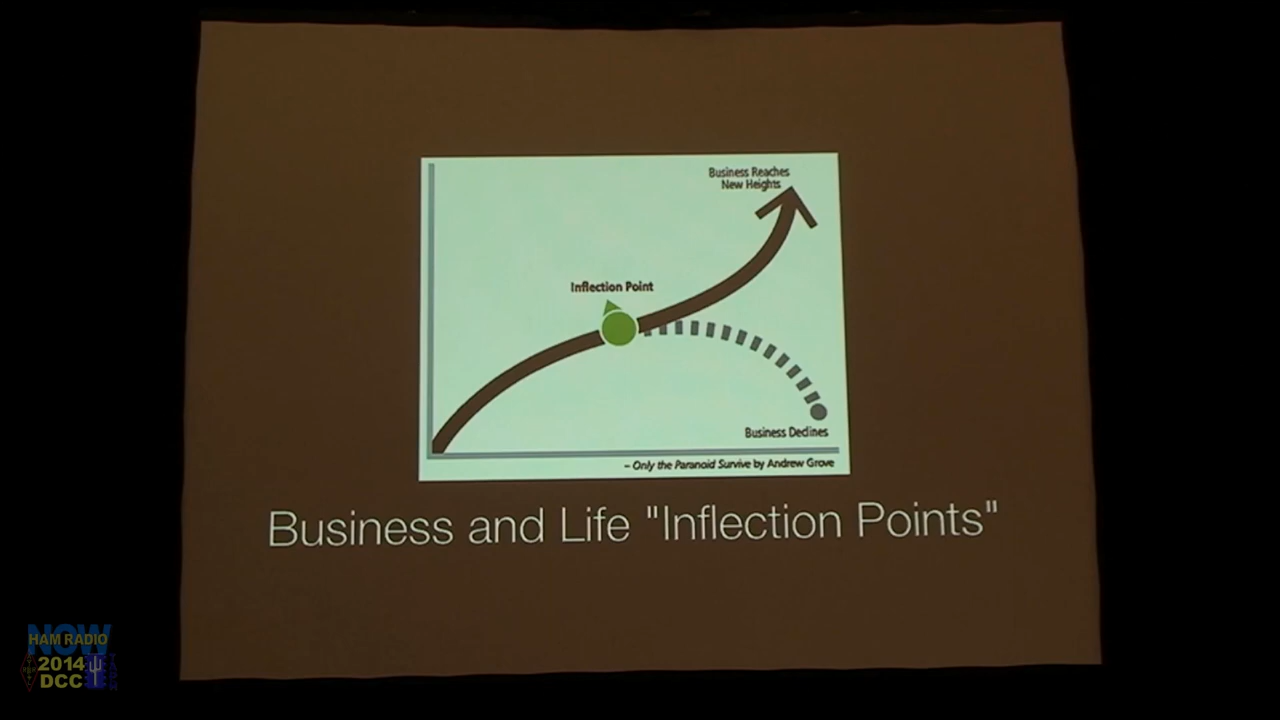 Business Reaches
New Heights
Inflection Point
Business Declines
– Only the Paranoid Survive by Andrew Grove
Business and Life "Inflection Points"
NOW
HAM RADIO
2014
DCC
TAPR